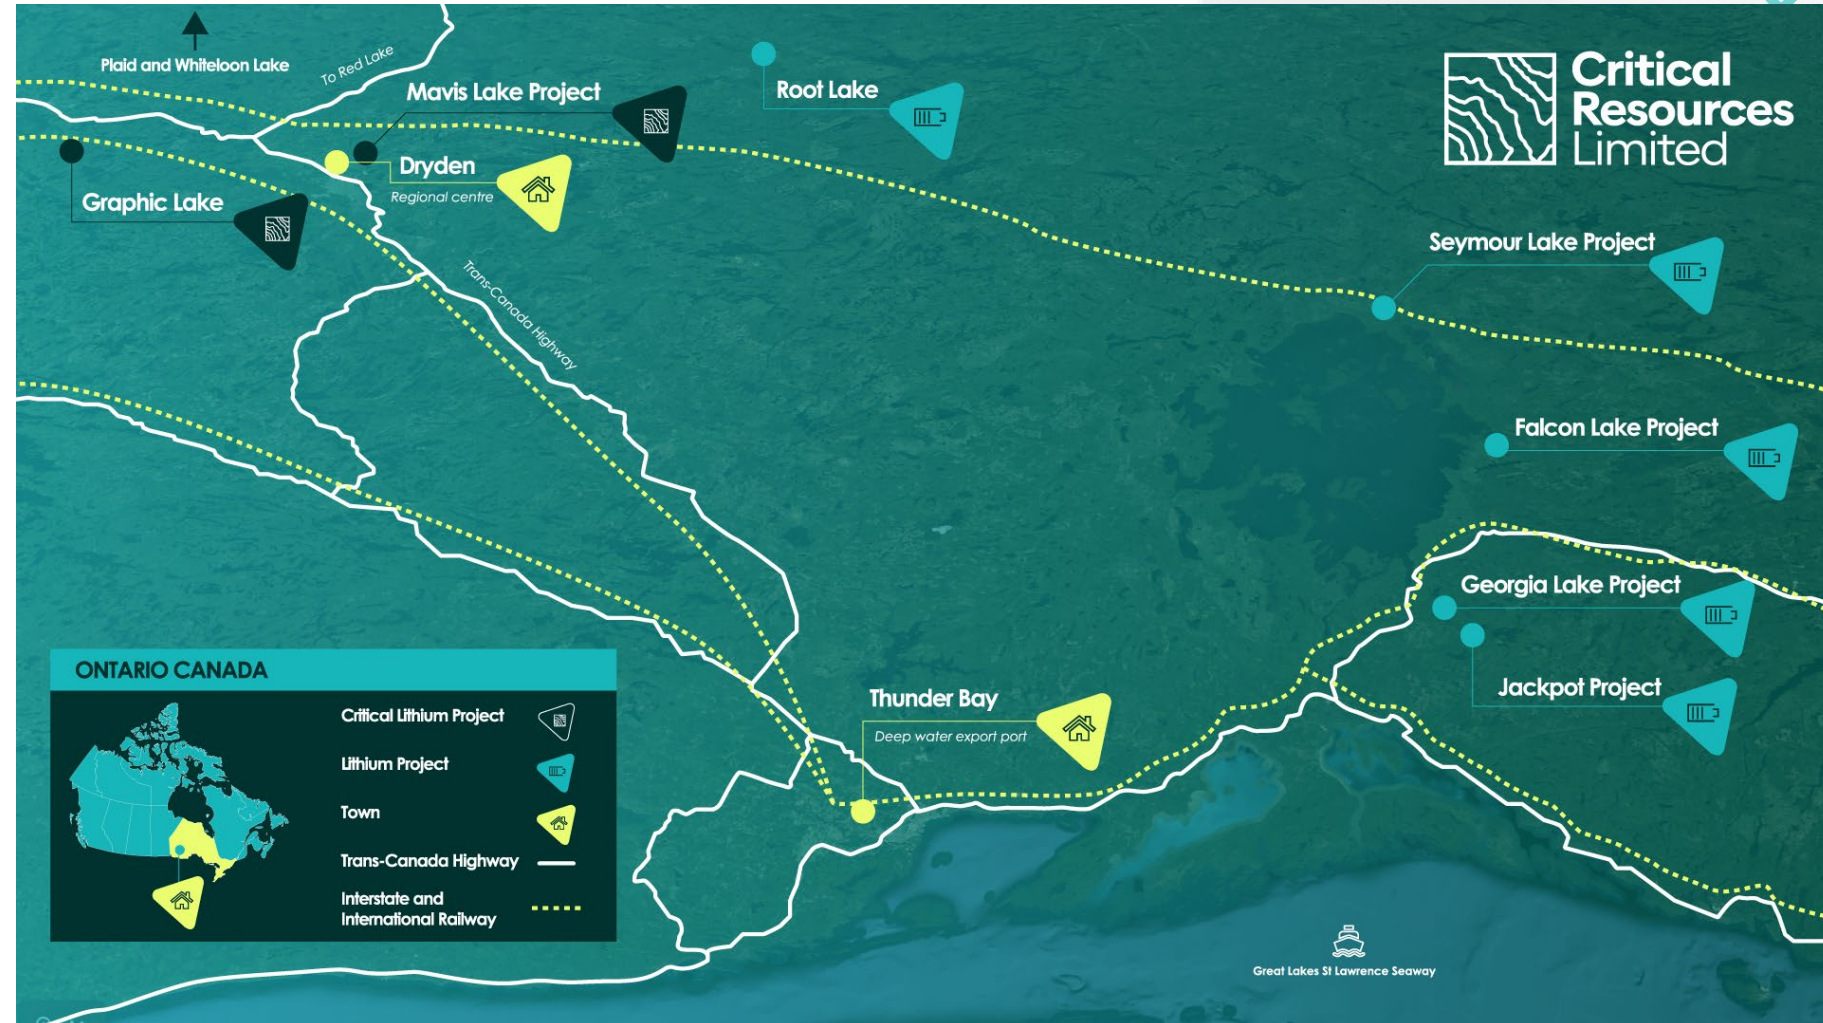 Plaid and Whiteloon Lake
To Red Lake
Mavis Lake Project
Root Lake
Critical
Resources
Limited
Dryden
Regional centre
Graphic Lake
Trans-Canada Highway
Seymour Lake Project
Falcon Lake Project
Georgia Lake Project
Jackpot Project
Thunder Bay
Deep water export port
ONTARIO CANADA
Critical Lithium Project
Lithium Project
Town
Trans-Canada Highway
Interstate and
International Railway
Great Lakes St Lawrence Seaway